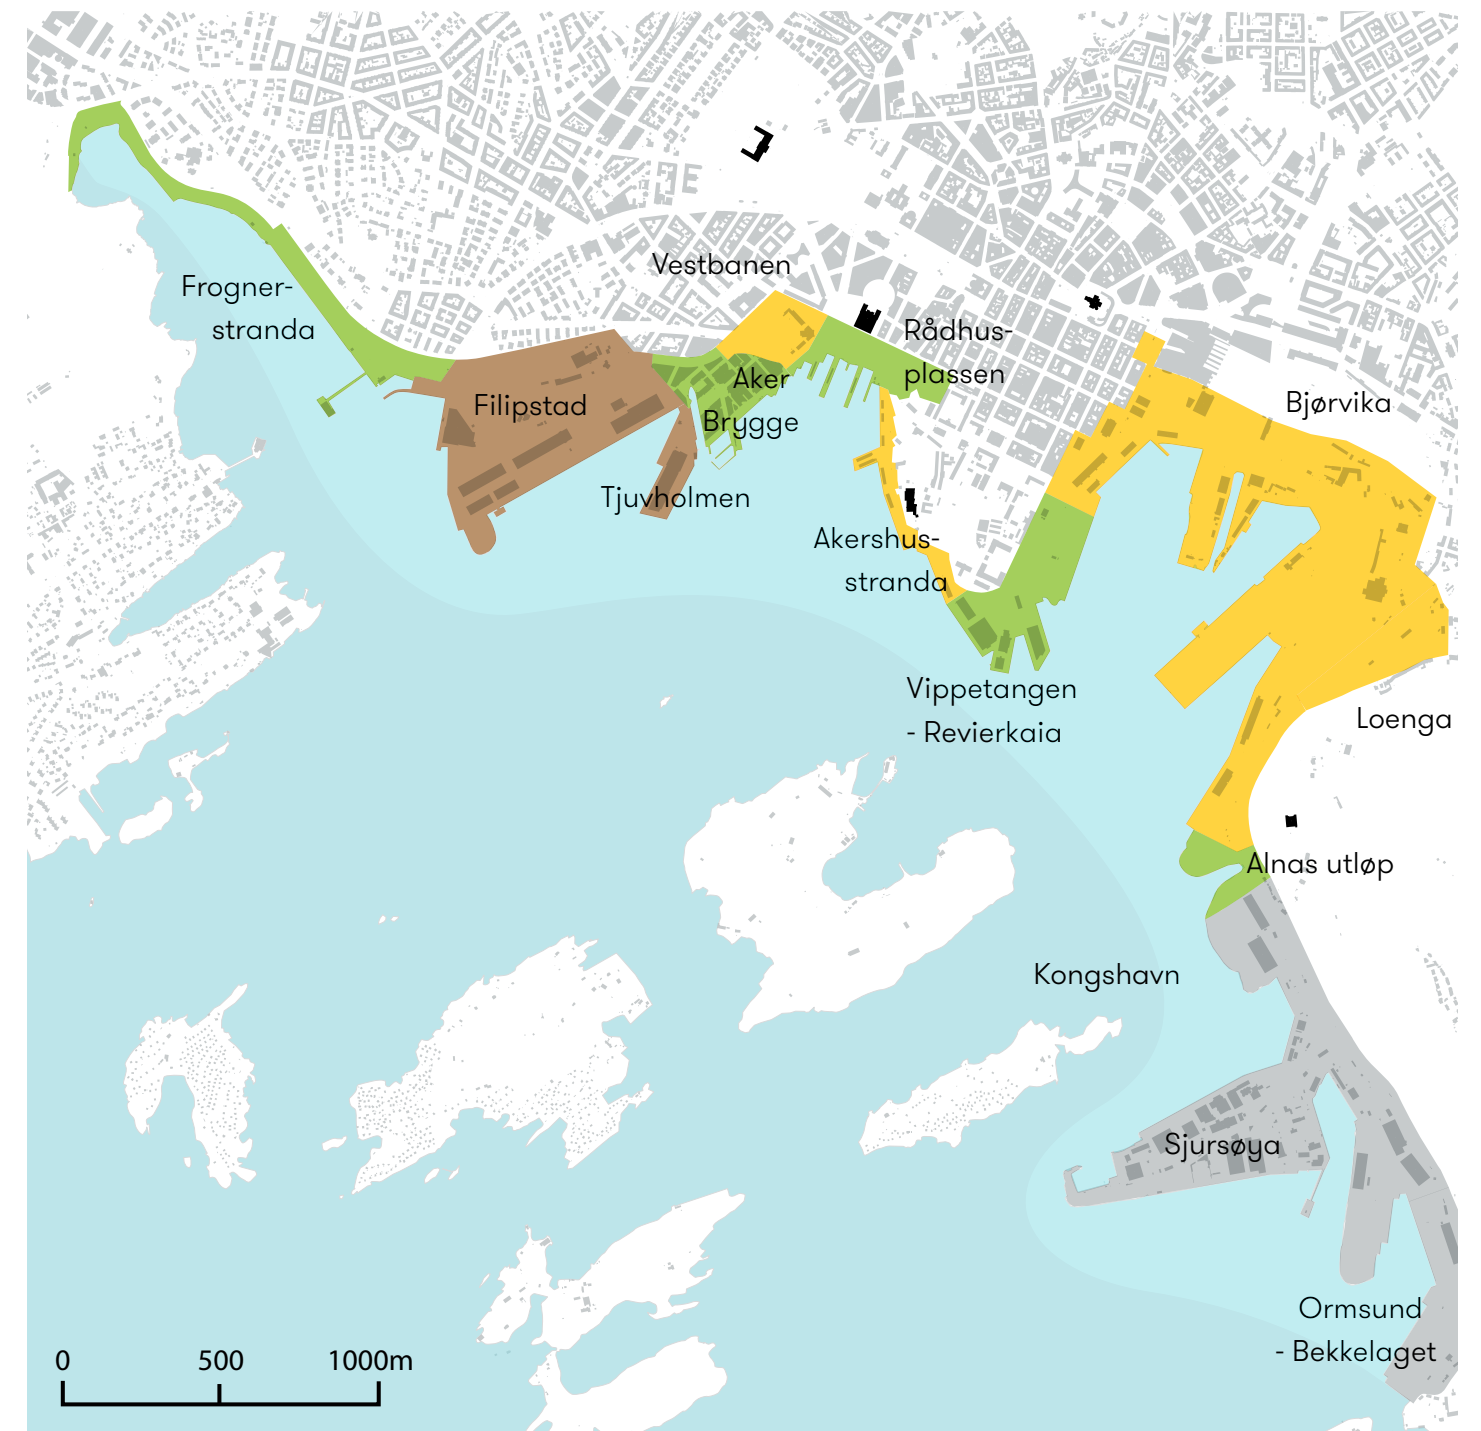 Vestbanen
Frogner-
stranda
Rådhus-
plassen
Aker
Brygge
Filipstad
Bjørvika
Tjuvholmen
Akershus-
stranda
Vippetangen
- Revierkaia
Loenga
Alnas utløp
Kongshavn
Sjursøya
Ormsund
- Bekkelaget
0 500 1000m